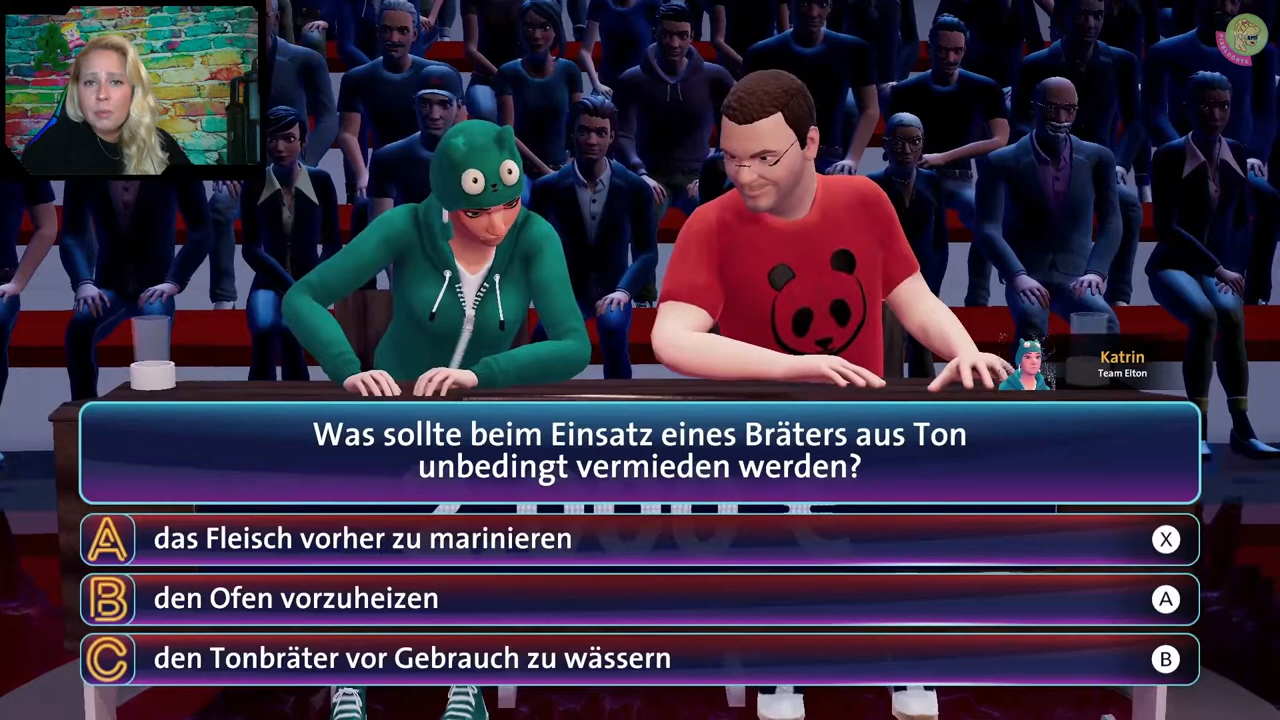 Katrin
Team Elton
Was sollte beim Einsatz eines Bräters aus Ton
unbedingt vermieden werden?
A das Fleisch vorher zu marinieren X
B den Ofen vorzuheizen A
C den Tonbräter vor Gebrauch zu wässern B